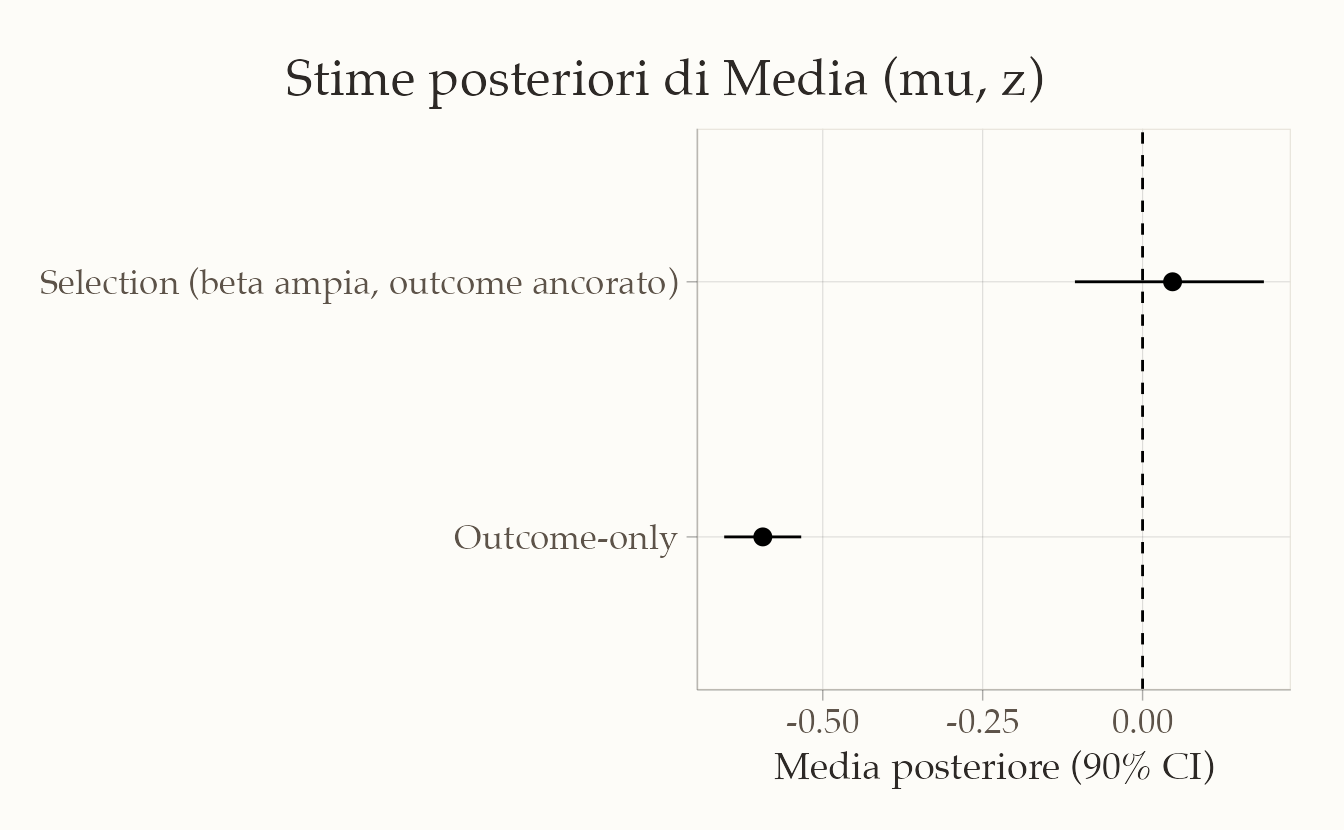 Stime posteriori di Media (mu, z)
Selection (beta ampia, outcome ancorato)
Outcome-only
-0.50
-0.25
0.00
Media posteriore (90% CI)